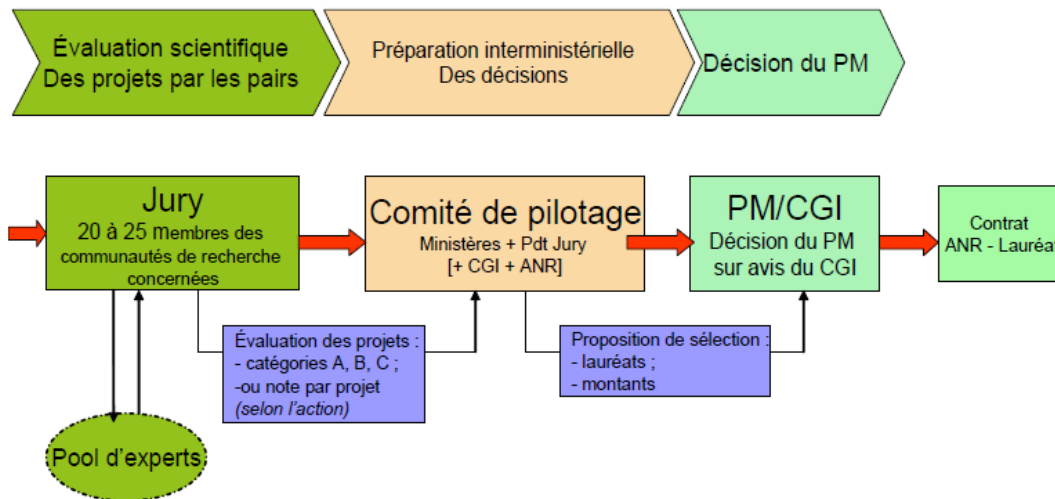 Évaluation scientifique
Des projets par les pairs
Préparation interministérielle
Des décisions
Décision du PM
Jury
20 à 25 membres des
communautés de recherche
concernées
Comité de pilotage
Ministères + Pdt Jury
[+ CGI + ANR]
PM/CGI
Décision du PM
sur avis du CGI
Contrat
ANR - Lauréat
Évaluation des projets :
- catégories A, B, C ;
-ou note par projet
(selon l'action)
Proposition de sélection :
- lauréats ;
- montants
Pool d'experts